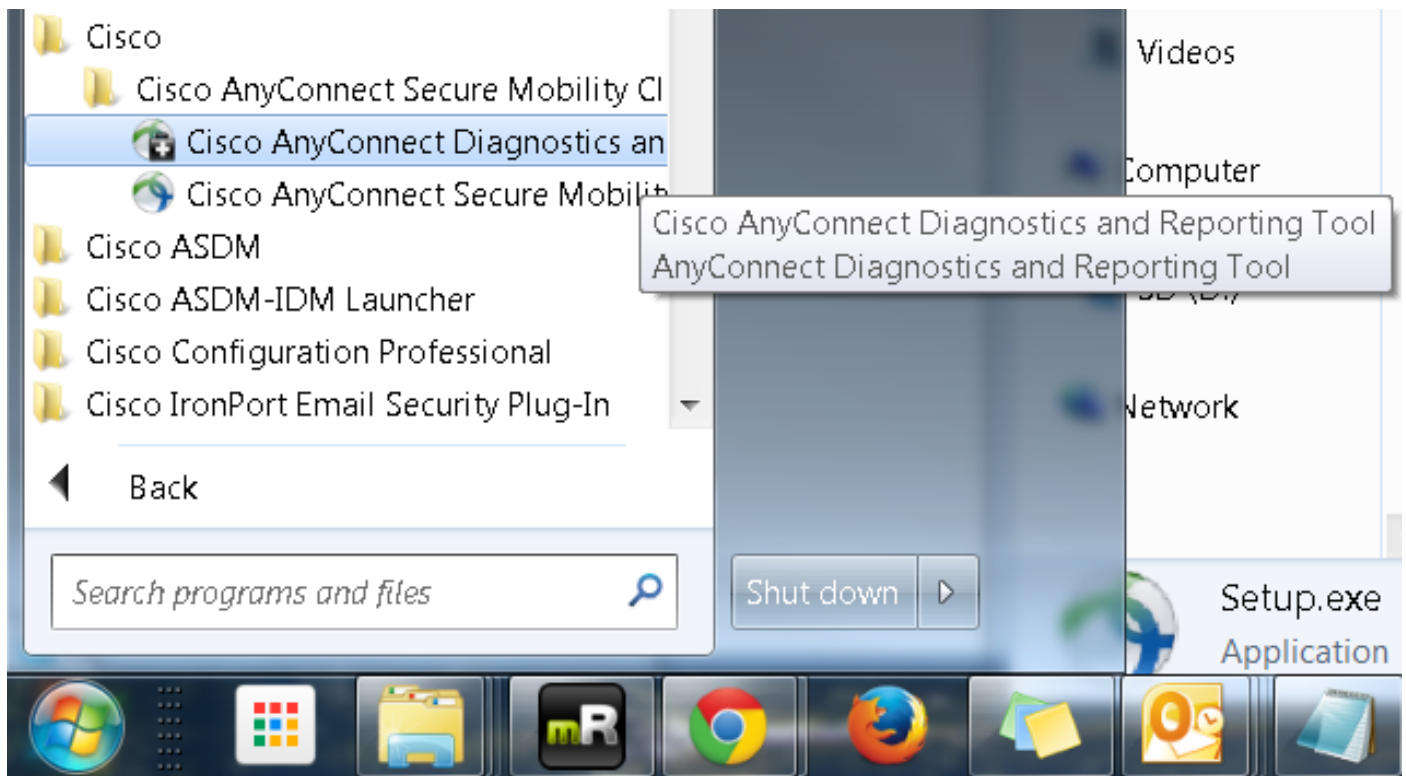 Cisco
Cisco AnyConnect Secure Mobility Cl
Cisco AnyConnect Diagnostics an
Cisco AnyConnect Secure Mobilit
Cisco ASDM
Cisco ASDM-IDM Launcher
Cisco Configuration Professional
Cisco IronPort Email Security Plug-In
Back
Search programs and files
Shut down
Cisco AnyConnect Diagnostics and Reporting Tool
AnyConnect Diagnostics and Reporting Tool
Videos
Computer
Network
Setup.exe
Application
mR